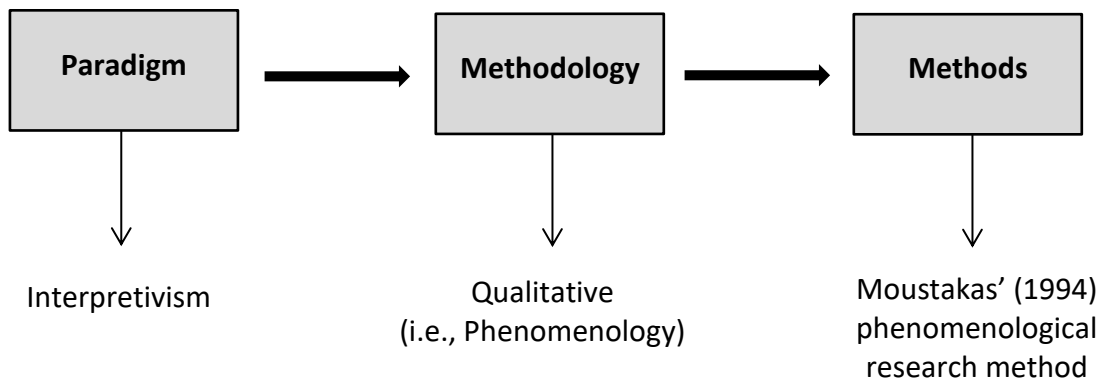 Paradigm
Methodology
Methods
Interpretivism
Qualitative
(i.e., Phenomenology)
Moustakas’ (1994)
phenomenological
research method